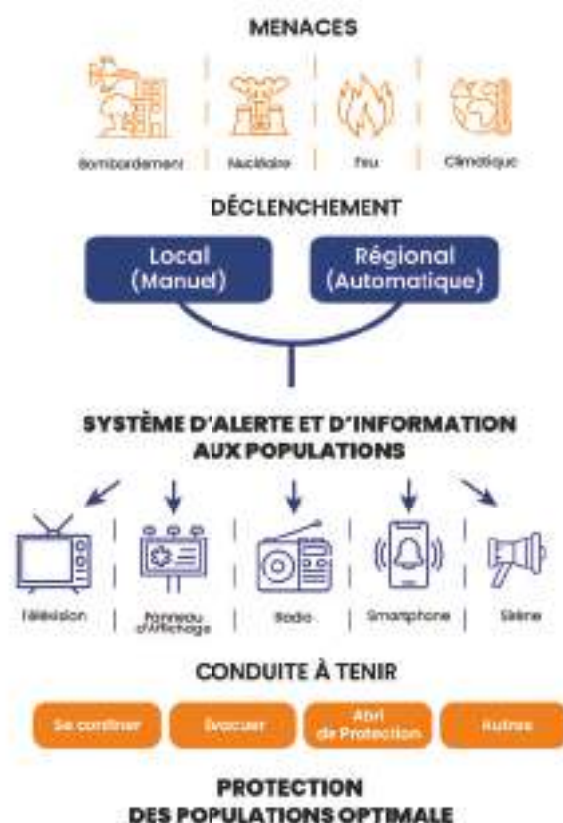 MENACES
Bombardement
Nucléaire
Feu
Climatique
DÉCLENCHEMENT
Local
(Manuel)
Régional
(Automatique)
SYSTÈME D'ALERTE ET D'INFORMATION
AUX POPULATIONS
Télévision
Panneau
d'Affichage
Radio
Smartphone
Sirène
CONDUITE À TENIR
Se confiner
Évacuer
Abri
de Protection
Autres
PROTECTION
DES POPULATIONS OPTIMALE